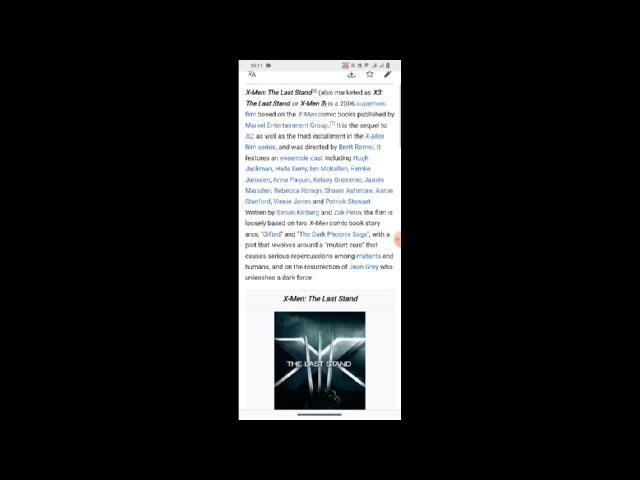 10:11
X-Men: The Last Stand[6] (also marketed as X3:
The Last Stand, or X-Men 3) is a 2006 superhero
film based on the X-Men comic books published by
Marvel Entertainment Group.[7] It is the sequel to
X2, as well as the third installment in the X-Men
film series, and was directed by Brett Ratner. It
features an ensemble cast including Hugh
Jackman, Halle Berry, Ian McKellen, Famke
Janssen, Anna Paquin, Kelsey Grammer, James
Marsden, Rebecca Romijn, Shawn Ashmore, Aaron
Stanford, Vinnie Jones and Patrick Stewart.
Written by Simon Kinberg and Zak Penn, the film is
loosely based on two X-Men comic book story
arcs, "Gifted" and "The Dark Phoenix Saga", with a
plot that revolves around a "mutant cure" that
causes serious repercussions among mutants and
humans, and on the resurrection of Jean Grey who
unleashes a dark force.
X-Men: The Last Stand
THE LAST STAND